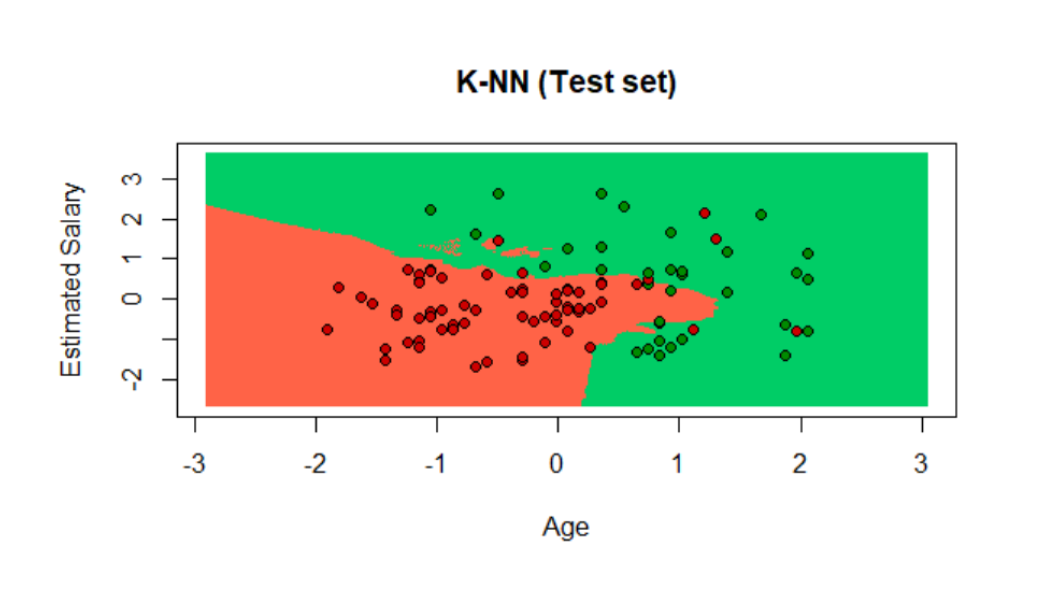 K-NN (Test set)
Estimated Salary
3
2
1
0
-2
-3 -2 -1 0 1 2 3
Age